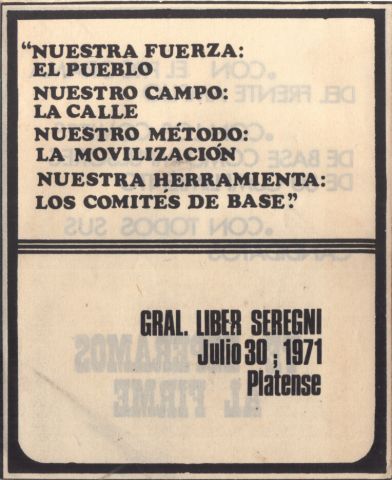 “NUESTRA FUERZA:
EL PUEBLO
NUESTRO CAMPO:
LA CALLE
NUESTRO MÉTODO:
LA MOVILIZACIÓN
NUESTRA HERRAMIENTA:
LOS COMITÉS DE BASE”.
GRAL. LIBER SEREGNI
Julio 30 ; 1971
Platense